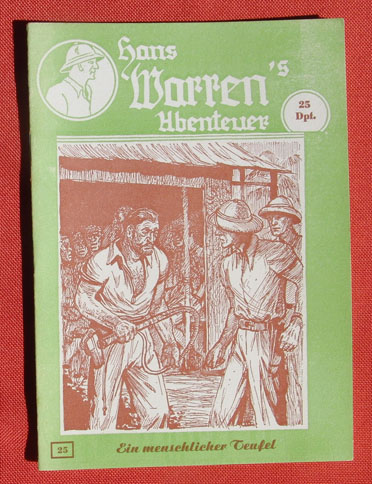 Hans
Warren's
Abenteuer
25
Dpf.
25
Ein menschlicher Teufel